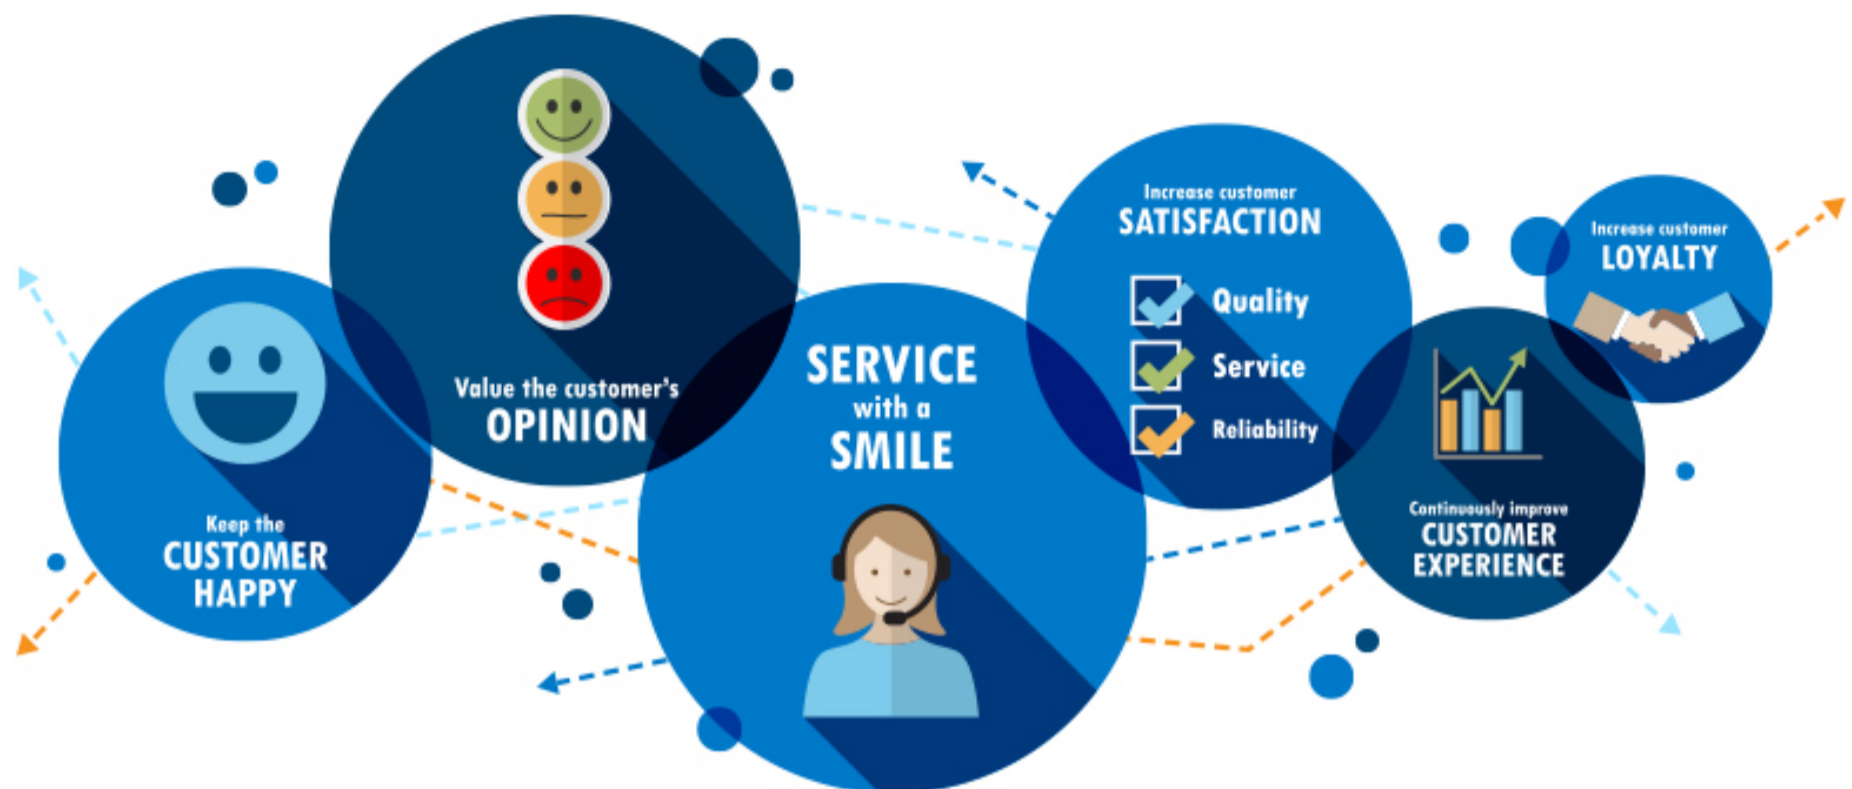 Keep the
CUSTOMER
HAPPY
Value the customer's
OPINION
SERVICE
with a
SMILE
Increase customer
SATISFACTION
Quality
Service
Reliability
Continuously improve
CUSTOMER
EXPERIENCE
Increase customer
LOYALTY